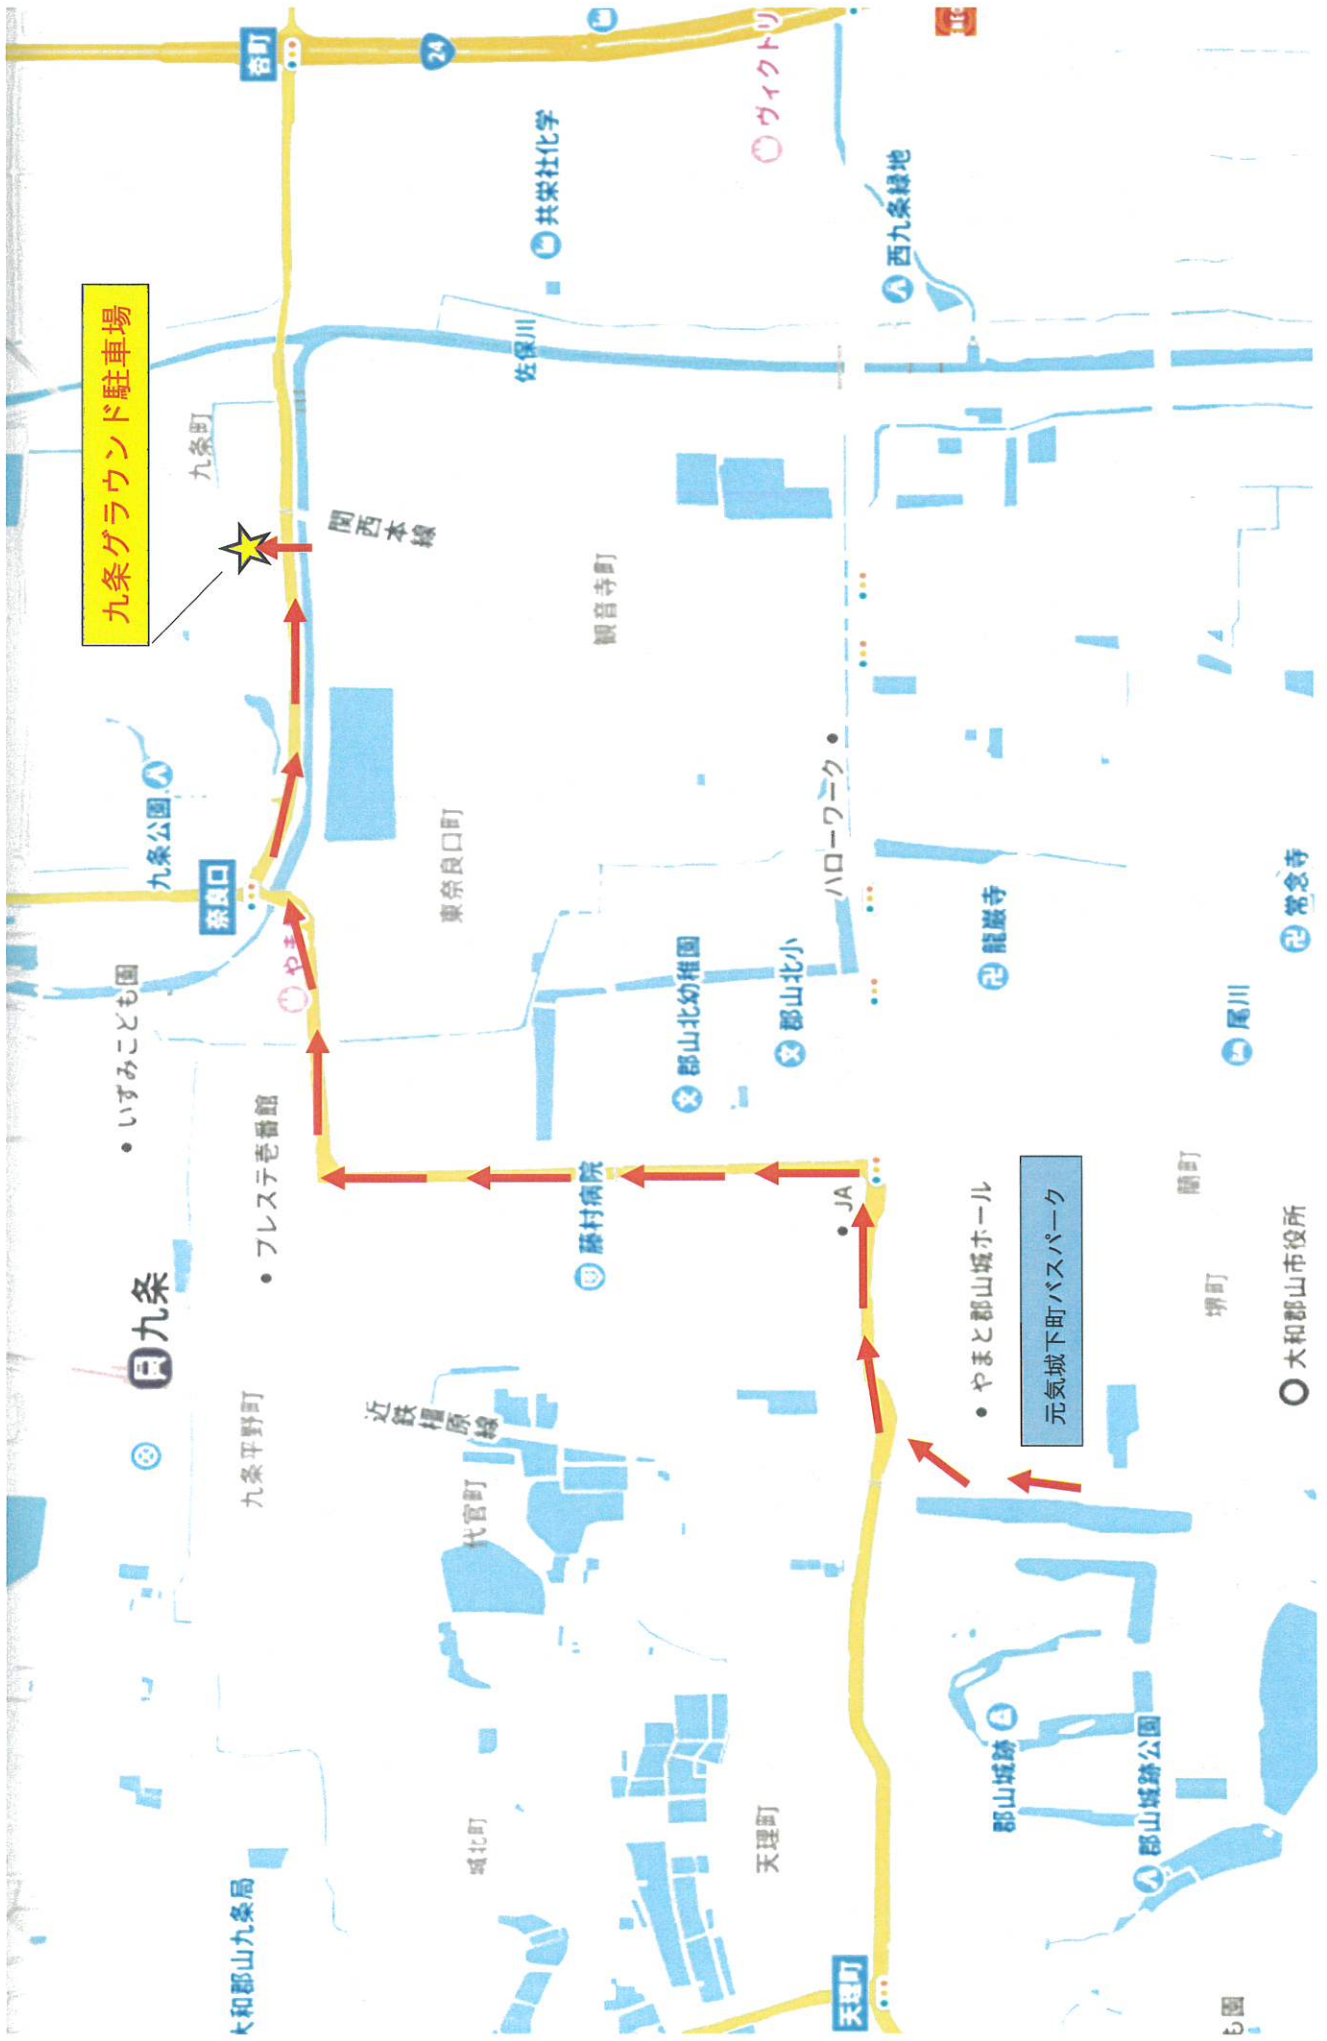 大和郡山九条局
九条
九条平野町
いずみこども園
プレステ壱番館
九条公園
奈良口
やま
九条グラウンド駐車場
九条町
杏町
24
城北町
代官町
近鉄橿原線
藤村病院
東奈良口町
関西本線
佐保川
共栄社化学
観音寺町
郡山北幼稚園
郡山北小
ハローワーク
ヴィクトリ
西九条緑地
天理町
天理町
JA
やまと郡山城ホール
元気城下町バスパーク
龍巌寺
郡山城跡
郡山城跡公園
堺町
藺町
尾川
常念寺
大和郡山市役所
も園